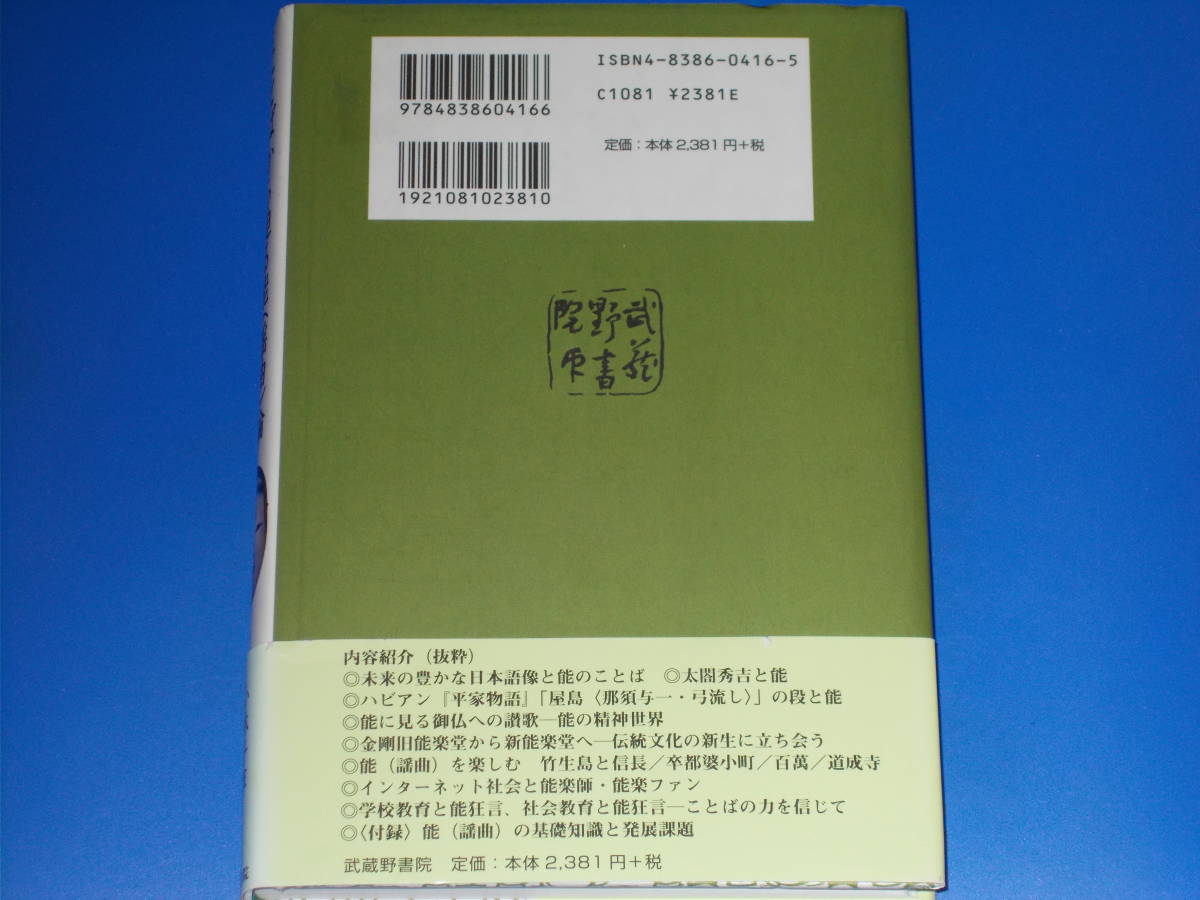 ISBN4-8386-0416-5
9784838604166
C1081 ¥2381E
定価：本体2,381円+税
1921081023810
武蔵
野書
院印
内容紹介（抜粋）
◎未来の豊かな日本語像と能のことば　◎太閤秀吉と能
◎ハビアン『平家物語』「屋島〈那須与一・弓流し〉」の段と能
◎能に見る御仏への讃歌─能の精神世界
◎金剛旧能楽堂から新能楽堂へ─伝統文化の新生に立ち会う
◎能（謡曲）を楽しむ　竹生島と信長／卒都婆小町／百萬／道成寺
◎インターネット社会と能楽師・能楽ファン
◎学校教育と能狂言、社会教育と能狂言─ことばの力を信じて
◎〈付録〉能（謡曲）の基礎知識と発展課題
武蔵野書院　定価：本体2,381円+税